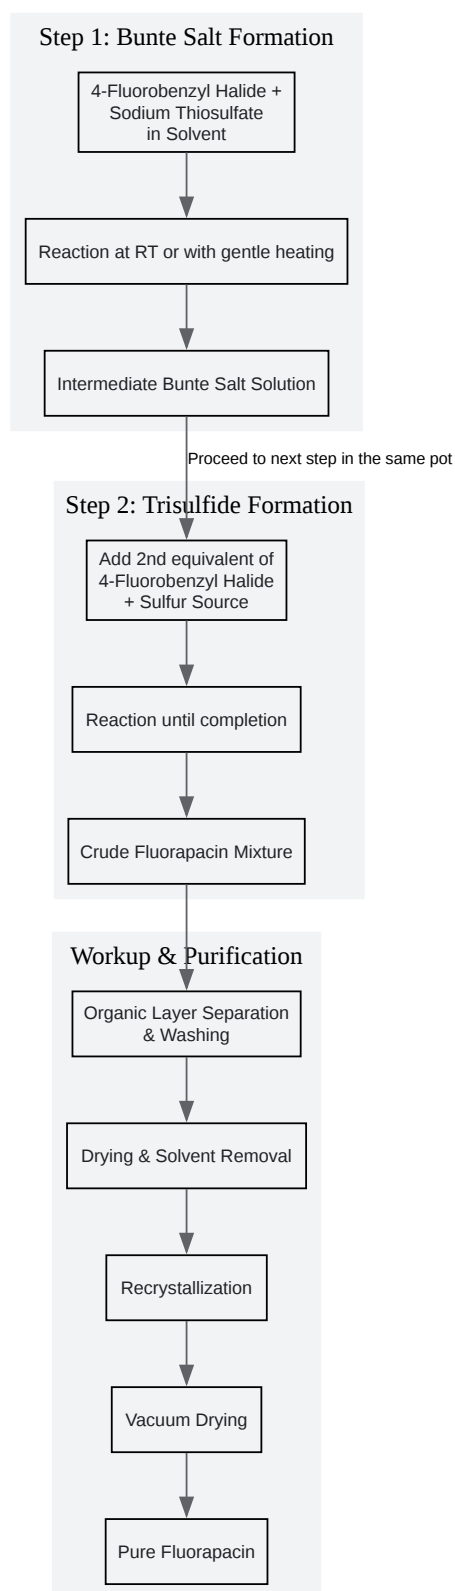 Step 1: Bunte Salt Formation
4-Fluorobenzyl Halide +
Sodium Thiosulfate
in Solvent
Reaction at RT or with gentle heating
Intermediate Bunte Salt Solution
Proceed to next step in the same pot
Step 2: Trisulfide Formation
Add 2nd equivalent of
4-Fluorobenzyl Halide
+ Sulfur Source
Reaction until completion
Crude Fluorapacin Mixture
Workup & Purification
Organic Layer Separation
& Washing
Drying & Solvent Removal
Recrystallization
Vacuum Drying
Pure Fluorapacin